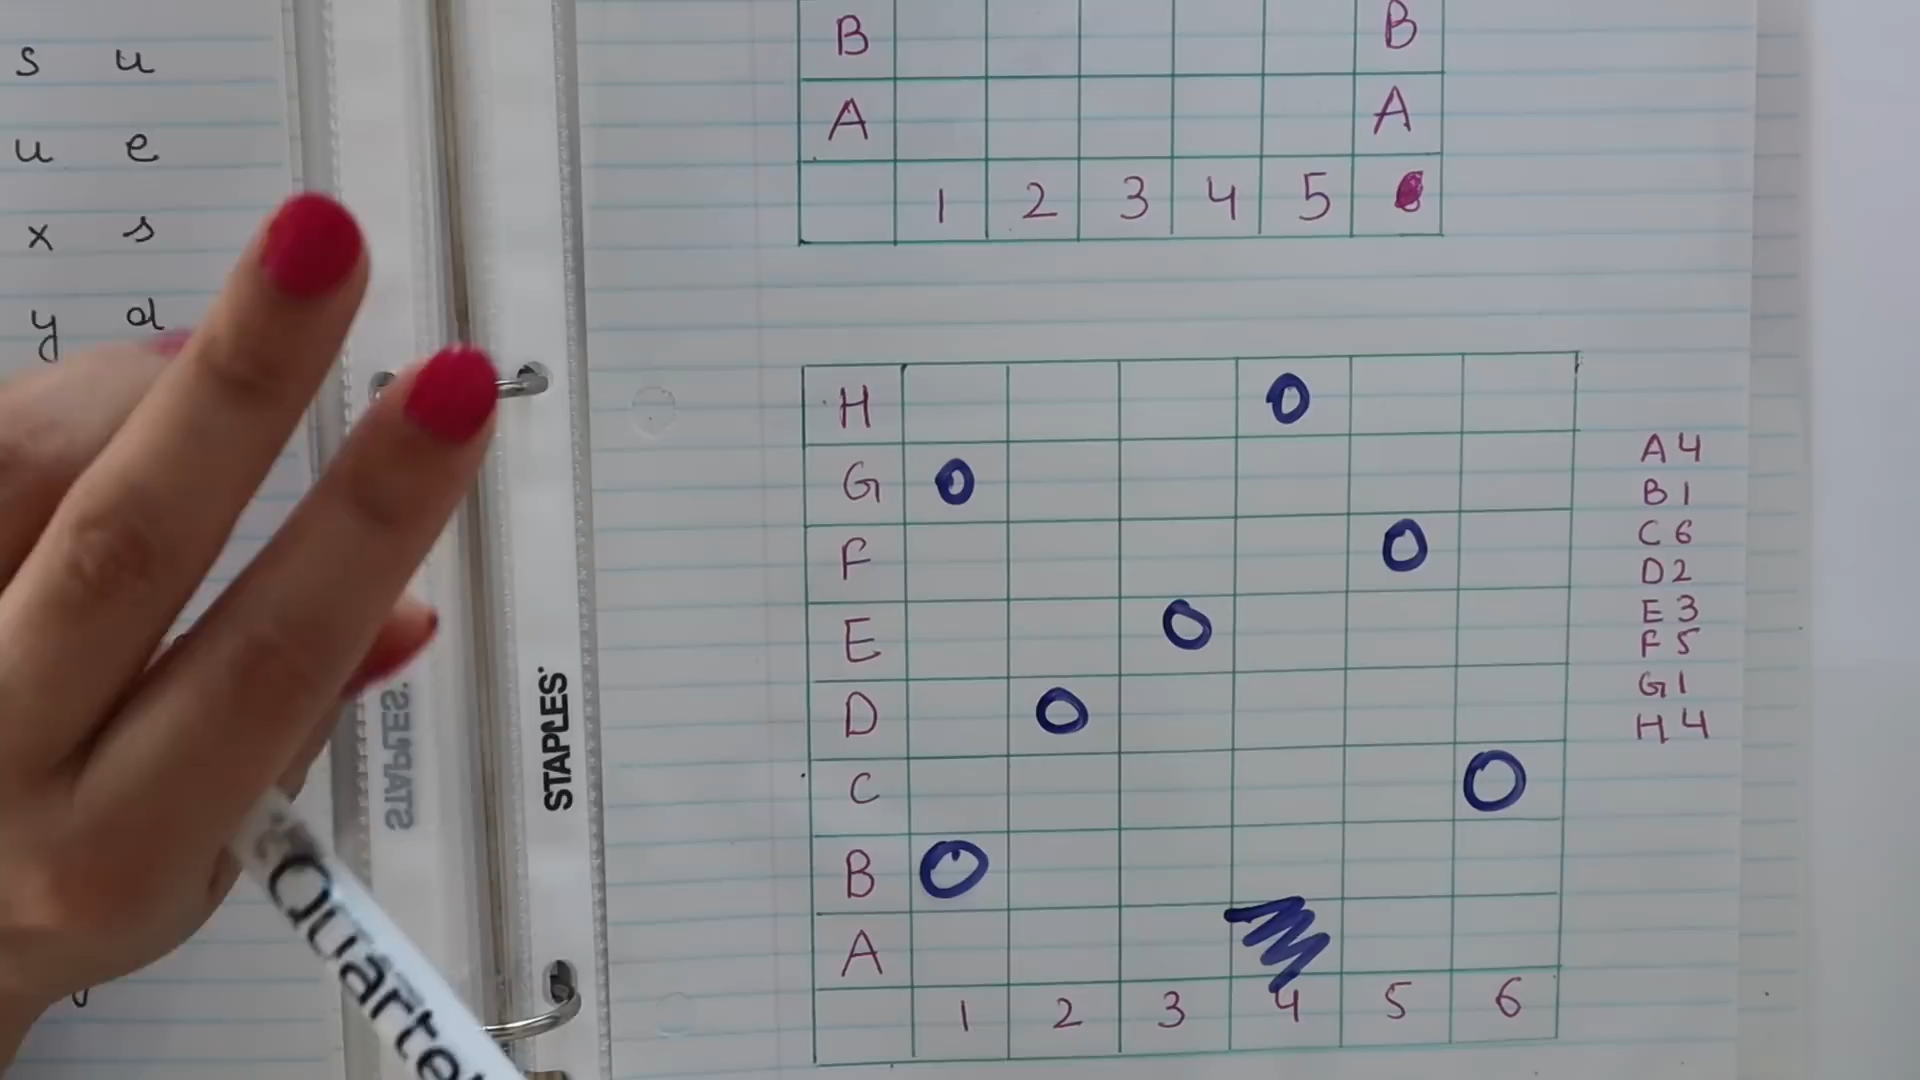 s u
u e
x s
y d
B B
A A
1 2 3 4 5
H
G
F
E
D
C
B
A
1 2 3 4 5 6
A 4
B 1
C 6
D 2
E 3
F 5
G 1
H 4
STAPLES
STAPLES
Quarte